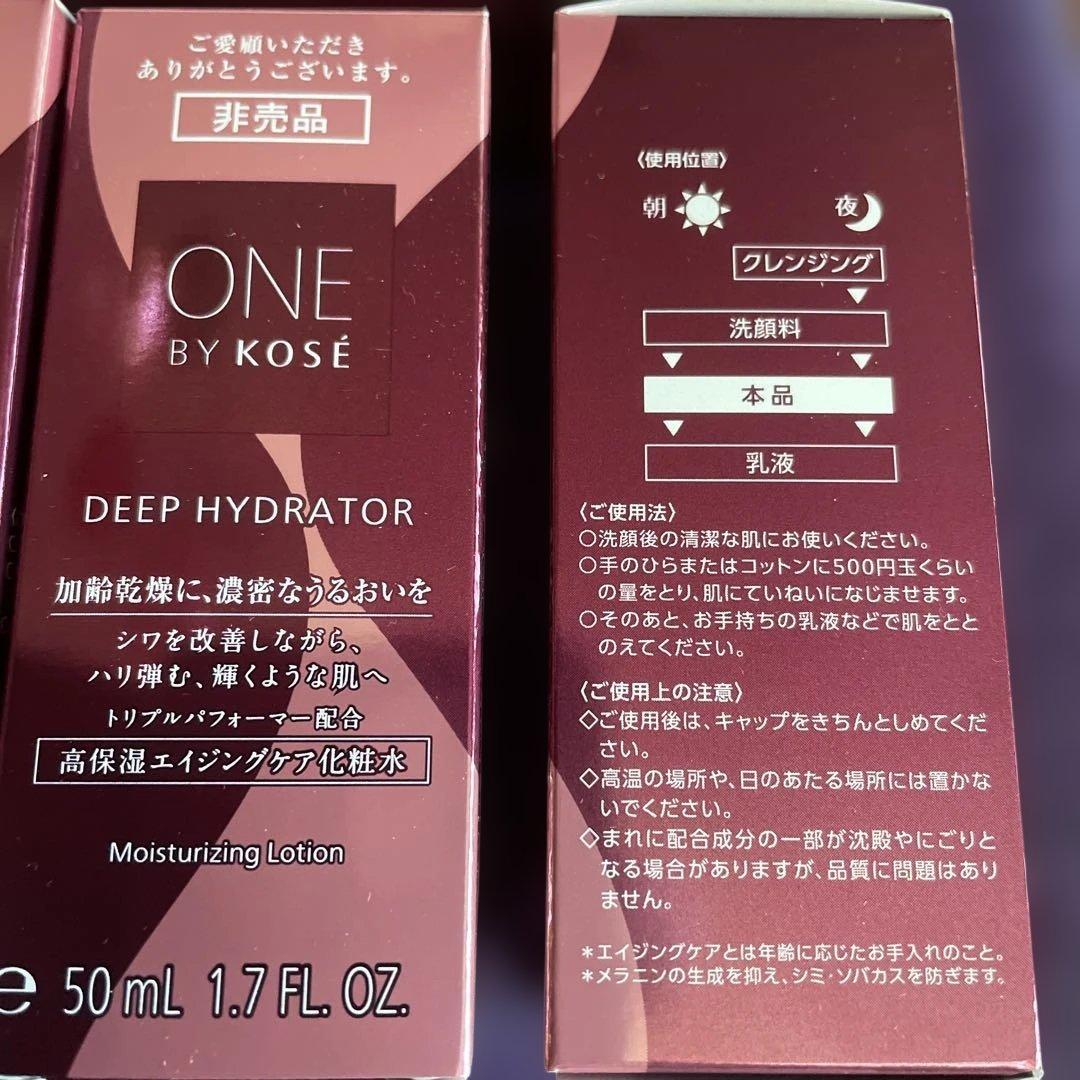 ご愛顧いただき
ありがとうございます。
非売品
ONE
BY KOSÉ
DEEP HYDRATOR
加齢乾燥に、濃密なうるおいを
シワを改善しながら、
ハリ弾む、輝くような肌へ
トリプルパフォーマー配合
高保湿エイジングケア化粧水
Moisturizing Lotion
e 50 mL 1.7 FL. OZ.
〈使用位置〉
朝 夜
クレンジング
洗顔料
本品
乳液
〈ご使用法〉
○洗顔後の清潔な肌にお使いください。
○手のひらまたはコットンに500円玉くらい
の量をとり、肌にていねいになじませます。
○そのあと、お手持ちの乳液などで肌をとと
のえてください。
〈ご使用上の注意〉
◇ご使用後は、キャップをきちんとしめてくだ
さい。
◇高温の場所や、日のあたる場所には置かな
いでください。
◇まれに配合成分の一部が沈殿やにごりと
なる場合がありますが、品質に問題はあり
ません。
*エイジングケアとは年齢に応じたお手入れのこと。
*メラニンの生成を抑え、シミ・ソバカスを防ぎます。